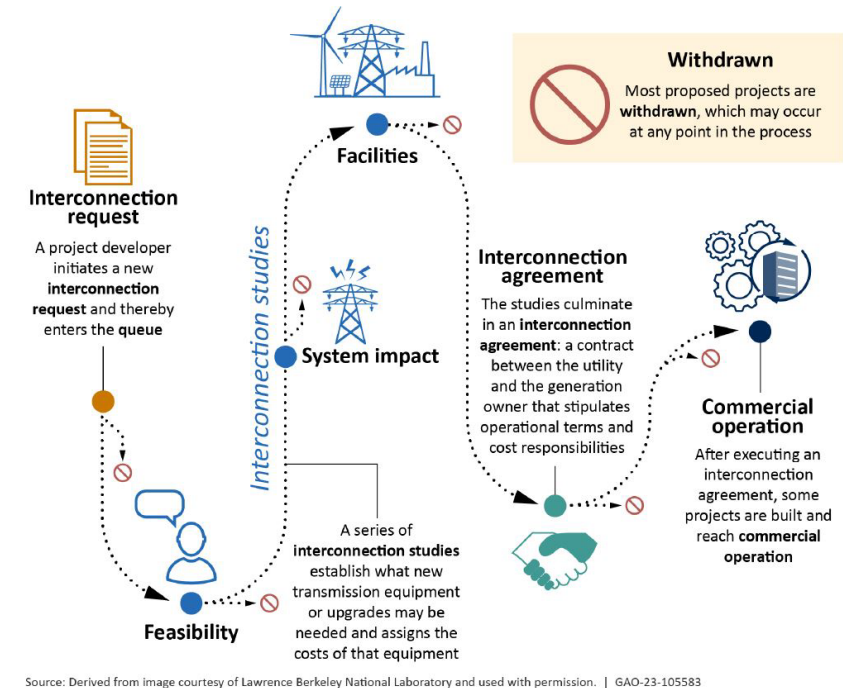 Withdrawn
Most proposed projects are
withdrawn, which may occur
at any point in the process
Interconnection
request
A project developer
initiates a new
interconnection
request and thereby
enters the queue
Feasibility
Interconnection studies
A series of
interconnection studies
establish what new
transmission equipment
or upgrades may be
needed and assigns the
costs of that equipment
System impact
Facilities
Interconnection
agreement
The studies culminate
in an interconnection
agreement: a contract
between the utility
and the generation
owner that stipulates
operational terms and
cost responsibilities
Commercial
operation
After executing an
interconnection
agreement, some
projects are built and
reach commercial
operation
Source: Derived from image courtesy of Lawrence Berkeley National Laboratory and used with permission. | GAO-23-105583